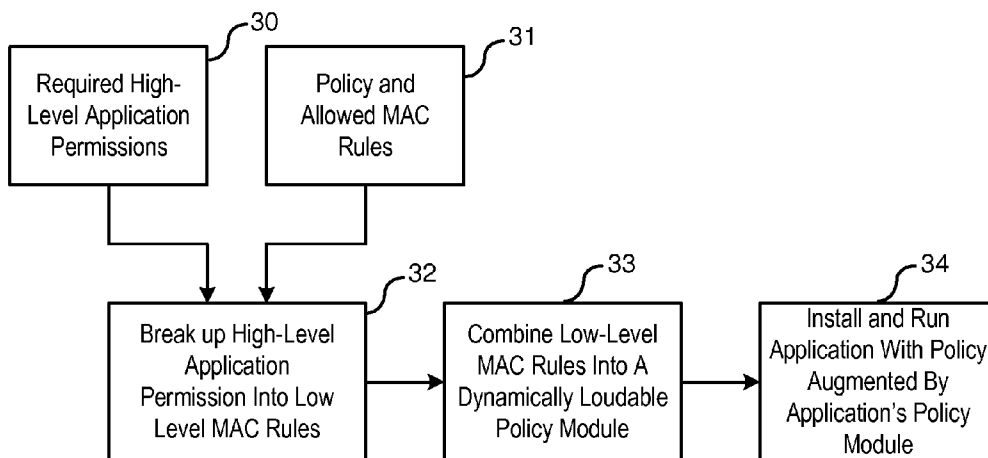 30
Required High-
Level Application
Permissions
31
Policy and
Allowed MAC
Rules
32
Break up High-Level
Application
Permission Into Low
Level MAC Rules
33
Combine Low-Level
MAC Rules Into A
Dynamically Loudable
Policy Module
34
Install and Run
Application With Policy
Augmented By
Application's Policy
Module